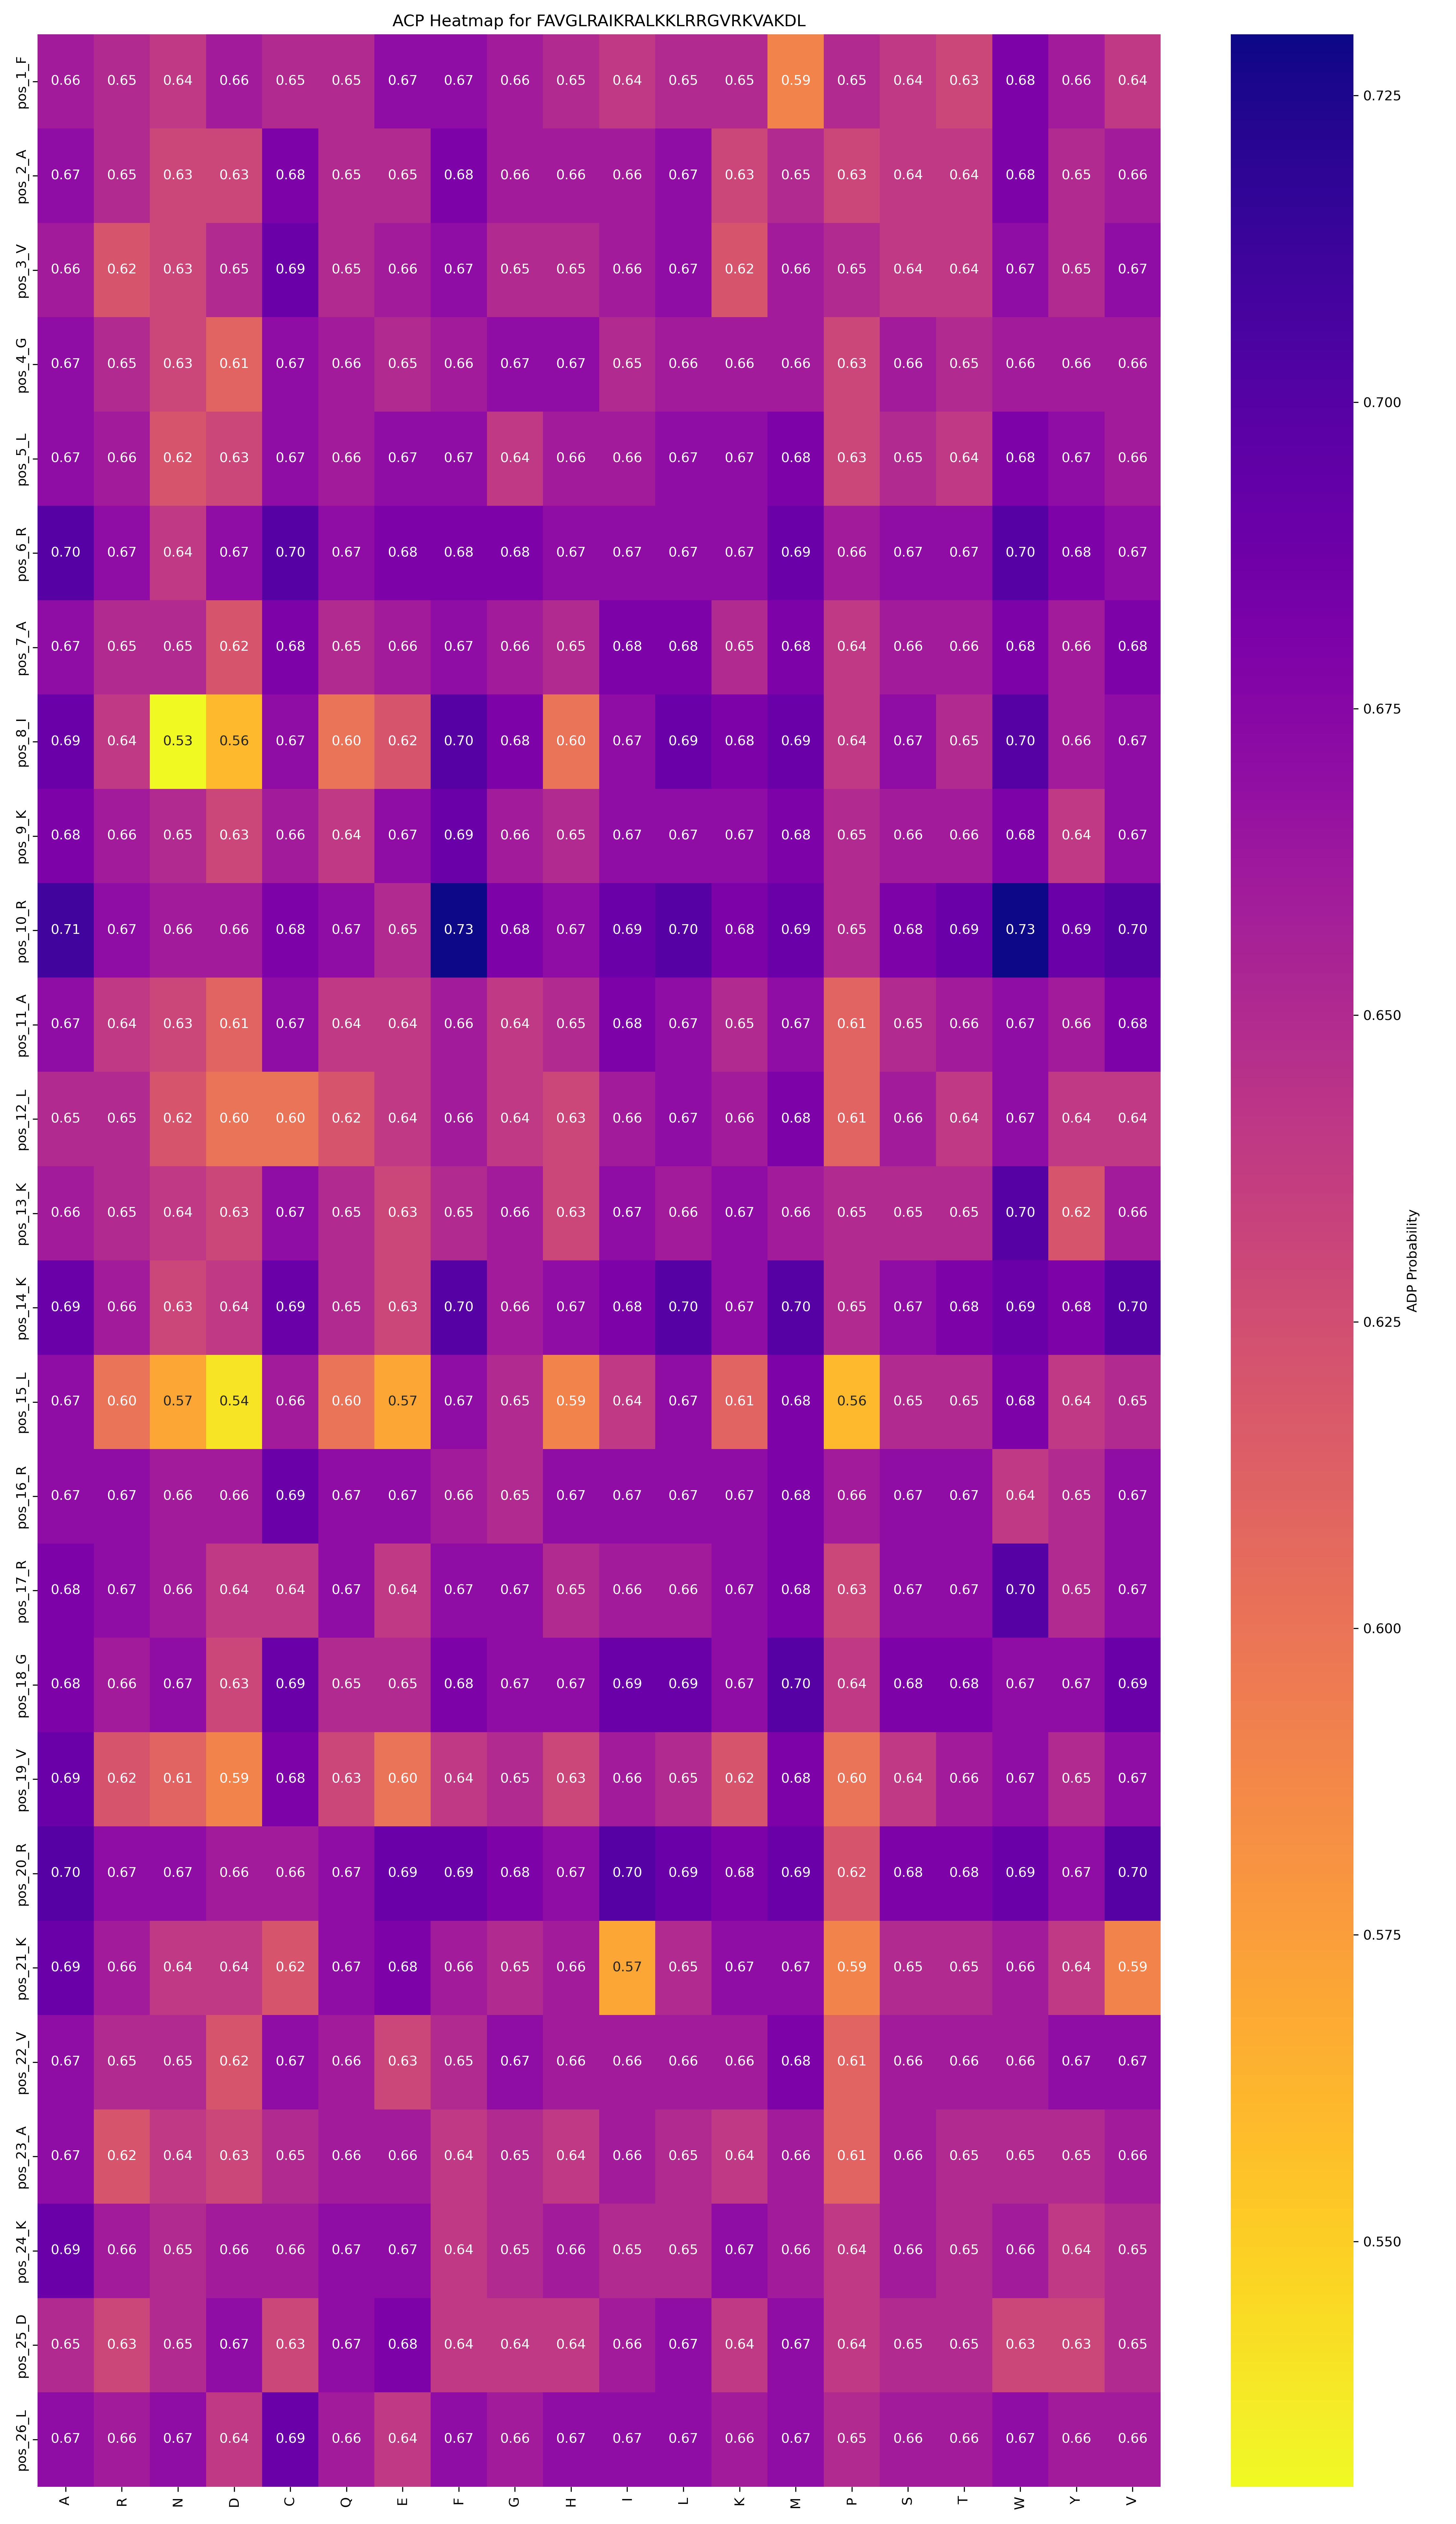 ACP Heatmap for FAVGLRAIKRALKKLRRGVRKVAKDL
pos_1_F 0.66 0.65 0.64 0.66 0.65 0.65 0.67 0.67 0.66 0.65 0.64 0.65 0.65 0.59 0.65 0.64 0.63 0.68 0.66 0.64
pos_2_A 0.67 0.65 0.63 0.63 0.68 0.65 0.65 0.68 0.66 0.66 0.66 0.67 0.63 0.65 0.63 0.64 0.64 0.68 0.65 0.66
pos_3_V 0.66 0.62 0.63 0.65 0.69 0.65 0.66 0.67 0.65 0.65 0.66 0.67 0.62 0.66 0.65 0.64 0.64 0.67 0.65 0.67
pos_4_G 0.67 0.65 0.63 0.61 0.67 0.66 0.65 0.66 0.67 0.67 0.65 0.66 0.66 0.66 0.63 0.66 0.65 0.66 0.66 0.66
pos_5_L 0.67 0.66 0.62 0.63 0.67 0.66 0.67 0.67 0.64 0.66 0.66 0.67 0.67 0.68 0.63 0.65 0.64 0.68 0.67 0.66
pos_6_R 0.70 0.67 0.64 0.67 0.70 0.67 0.68 0.68 0.68 0.67 0.67 0.67 0.67 0.69 0.66 0.67 0.67 0.70 0.68 0.67
pos_7_A 0.67 0.65 0.65 0.62 0.68 0.65 0.66 0.67 0.66 0.65 0.68 0.68 0.65 0.68 0.64 0.66 0.66 0.68 0.66 0.68
pos_8_I 0.69 0.64 0.53 0.56 0.67 0.60 0.62 0.70 0.68 0.60 0.67 0.69 0.68 0.69 0.64 0.67 0.65 0.70 0.66 0.67
pos_9_K 0.68 0.66 0.65 0.63 0.66 0.64 0.67 0.69 0.66 0.65 0.67 0.67 0.67 0.68 0.65 0.66 0.66 0.68 0.64 0.67
pos_10_R 0.71 0.67 0.66 0.66 0.68 0.67 0.65 0.73 0.68 0.67 0.69 0.70 0.68 0.69 0.65 0.68 0.69 0.73 0.69 0.70
pos_11_A 0.67 0.64 0.63 0.61 0.67 0.64 0.64 0.66 0.64 0.65 0.68 0.67 0.65 0.67 0.61 0.65 0.66 0.67 0.66 0.68
pos_12_L 0.65 0.65 0.62 0.60 0.60 0.62 0.64 0.66 0.64 0.63 0.66 0.67 0.66 0.68 0.61 0.66 0.64 0.67 0.64 0.64
pos_13_K 0.66 0.65 0.64 0.63 0.67 0.65 0.63 0.65 0.66 0.63 0.67 0.66 0.67 0.66 0.65 0.65 0.65 0.70 0.62 0.66
pos_14_K 0.69 0.66 0.63 0.64 0.69 0.65 0.63 0.70 0.66 0.67 0.68 0.70 0.67 0.70 0.65 0.67 0.68 0.69 0.68 0.70
pos_15_L 0.67 0.60 0.57 0.54 0.66 0.60 0.57 0.67 0.65 0.59 0.64 0.67 0.61 0.68 0.56 0.65 0.65 0.68 0.64 0.65
pos_16_R 0.67 0.67 0.66 0.66 0.69 0.67 0.67 0.66 0.65 0.67 0.67 0.67 0.67 0.68 0.66 0.67 0.67 0.64 0.65 0.67
pos_17_R 0.68 0.67 0.66 0.64 0.64 0.67 0.64 0.67 0.67 0.65 0.66 0.66 0.67 0.68 0.63 0.67 0.67 0.70 0.65 0.67
pos_18_G 0.68 0.66 0.67 0.63 0.69 0.65 0.65 0.68 0.67 0.67 0.69 0.69 0.67 0.70 0.64 0.68 0.68 0.67 0.67 0.69
pos_19_V 0.69 0.62 0.61 0.59 0.68 0.63 0.60 0.64 0.65 0.63 0.66 0.65 0.62 0.68 0.60 0.64 0.66 0.67 0.65 0.67
pos_20_R 0.70 0.67 0.67 0.66 0.66 0.67 0.69 0.69 0.68 0.67 0.70 0.69 0.68 0.69 0.62 0.68 0.68 0.69 0.67 0.70
pos_21_K 0.69 0.66 0.64 0.64 0.62 0.67 0.68 0.66 0.65 0.66 0.57 0.65 0.67 0.67 0.59 0.65 0.65 0.66 0.64 0.59
pos_22_V 0.67 0.65 0.65 0.62 0.67 0.66 0.63 0.65 0.67 0.66 0.66 0.66 0.66 0.68 0.61 0.66 0.66 0.66 0.67 0.67
pos_23_A 0.67 0.62 0.64 0.63 0.65 0.66 0.66 0.64 0.65 0.64 0.66 0.65 0.64 0.66 0.61 0.66 0.65 0.65 0.65 0.66
pos_24_K 0.69 0.66 0.65 0.66 0.66 0.67 0.67 0.64 0.65 0.66 0.65 0.65 0.67 0.66 0.64 0.66 0.65 0.66 0.64 0.65
pos_25_D 0.65 0.63 0.65 0.67 0.63 0.67 0.68 0.64 0.64 0.64 0.66 0.67 0.64 0.67 0.64 0.65 0.65 0.63 0.63 0.65
pos_26_L 0.67 0.66 0.67 0.64 0.69 0.66 0.64 0.67 0.66 0.67 0.67 0.67 0.66 0.67 0.65 0.66 0.66 0.67 0.66 0.66
A R N D C Q E F G H I L K M P S T W Y V
0.725
0.700
0.675
0.650
0.625
0.600
0.575
0.550
ADP Probability